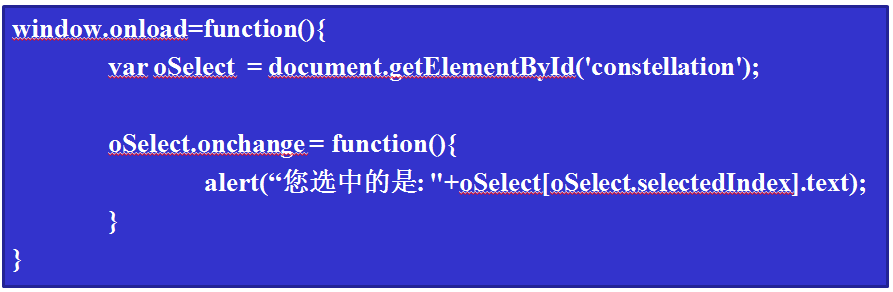 window.onload=function(){
var oSelect = document.getElementById('constellation');
oSelect.onchange = function(){
alert(“您选中的是: "+oSelect[oSelect.selectedIndex].text);
}
}